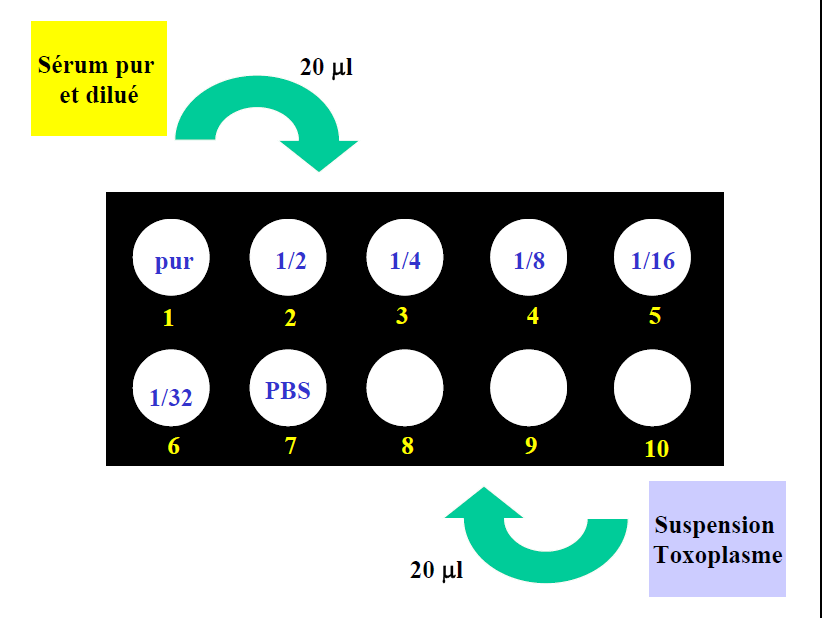 Sérum pur
et dilué
20 µl
pur
1/2
1/4
1/8
1/16
1
2
3
4
5
1/32
PBS
6
7
8
9
10
Suspension
Toxoplasme
20 µl